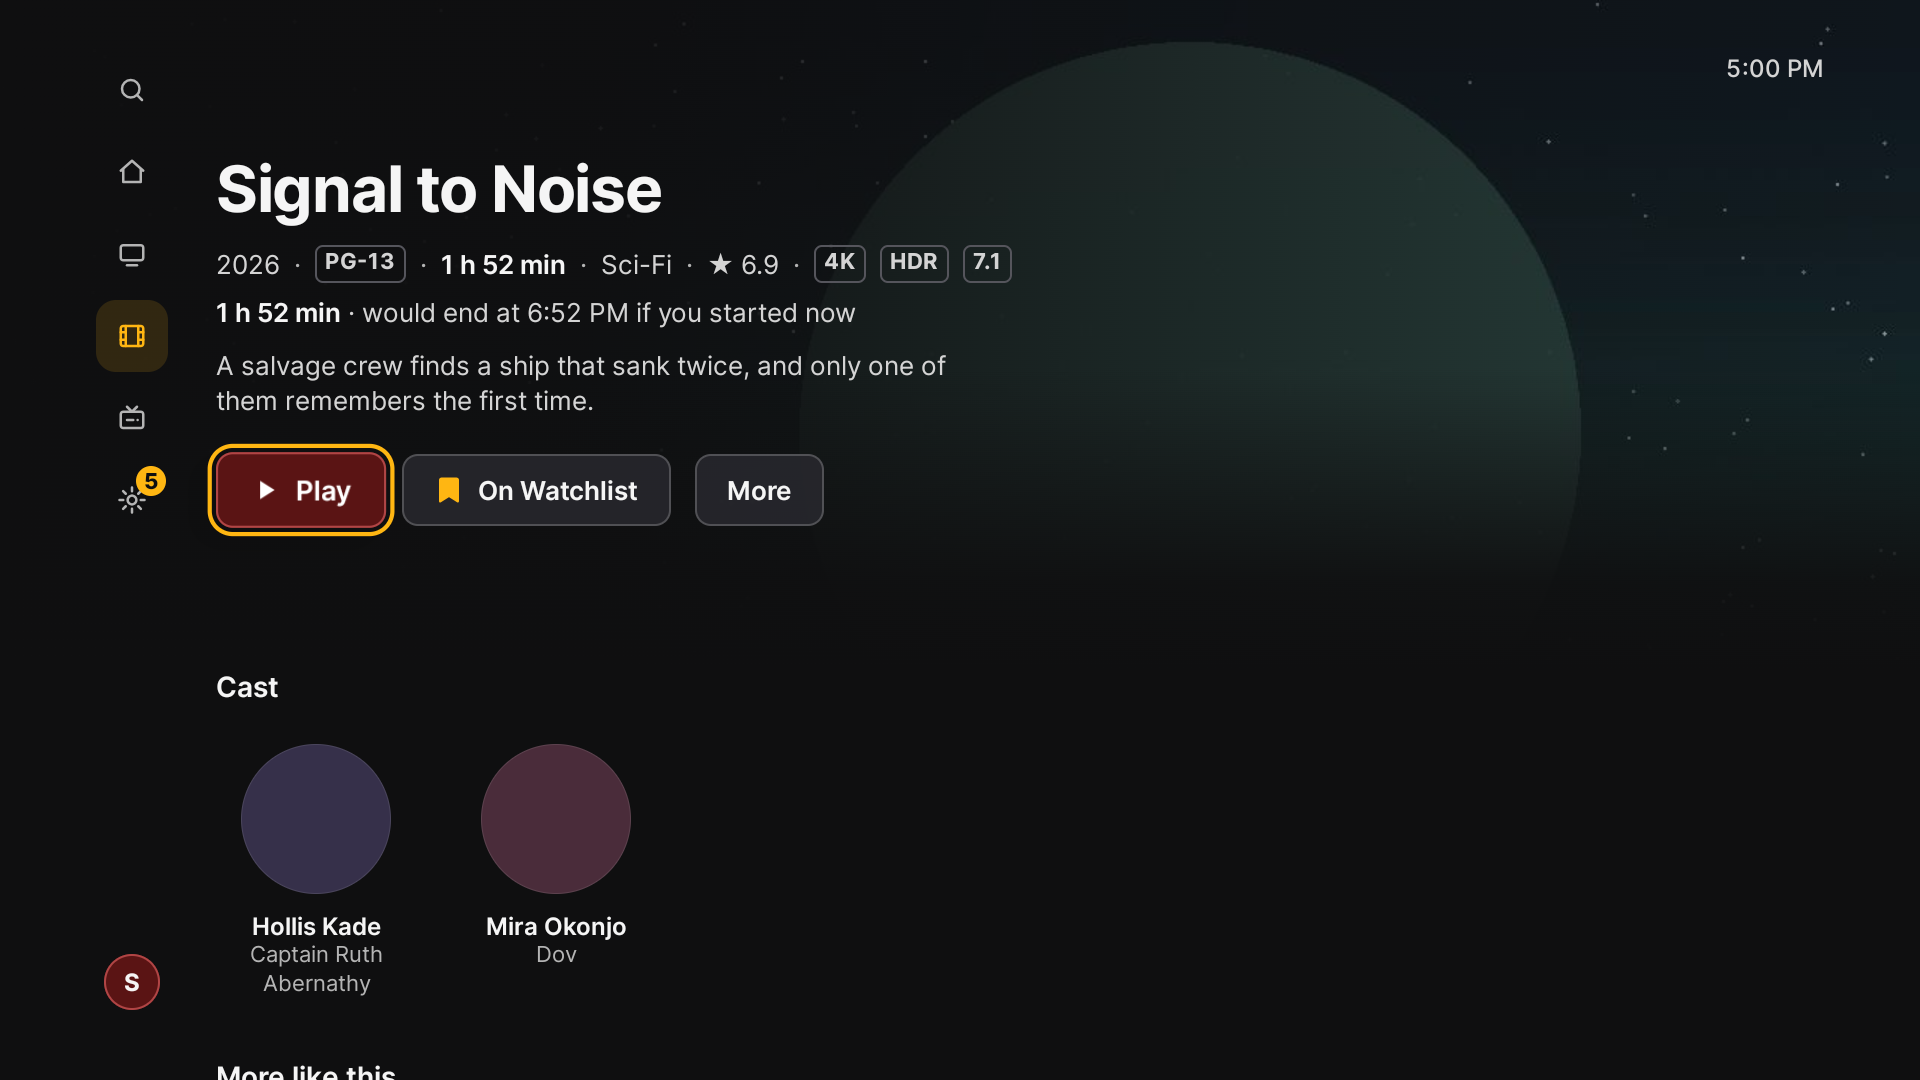 5:00 PM
Signal to Noise
2026 · PG-13 · 1 h 52 min · Sci-Fi · ★ 6.9 · 4K HDR 7.1
1 h 52 min · would end at 6:52 PM if you started now
A salvage crew finds a ship that sank twice, and only one of
them remembers the first time.
5
Play
On Watchlist
More
Cast
Hollis Kade
Captain Ruth
Abernathy
Mira Okonjo
Dov
S
More like this